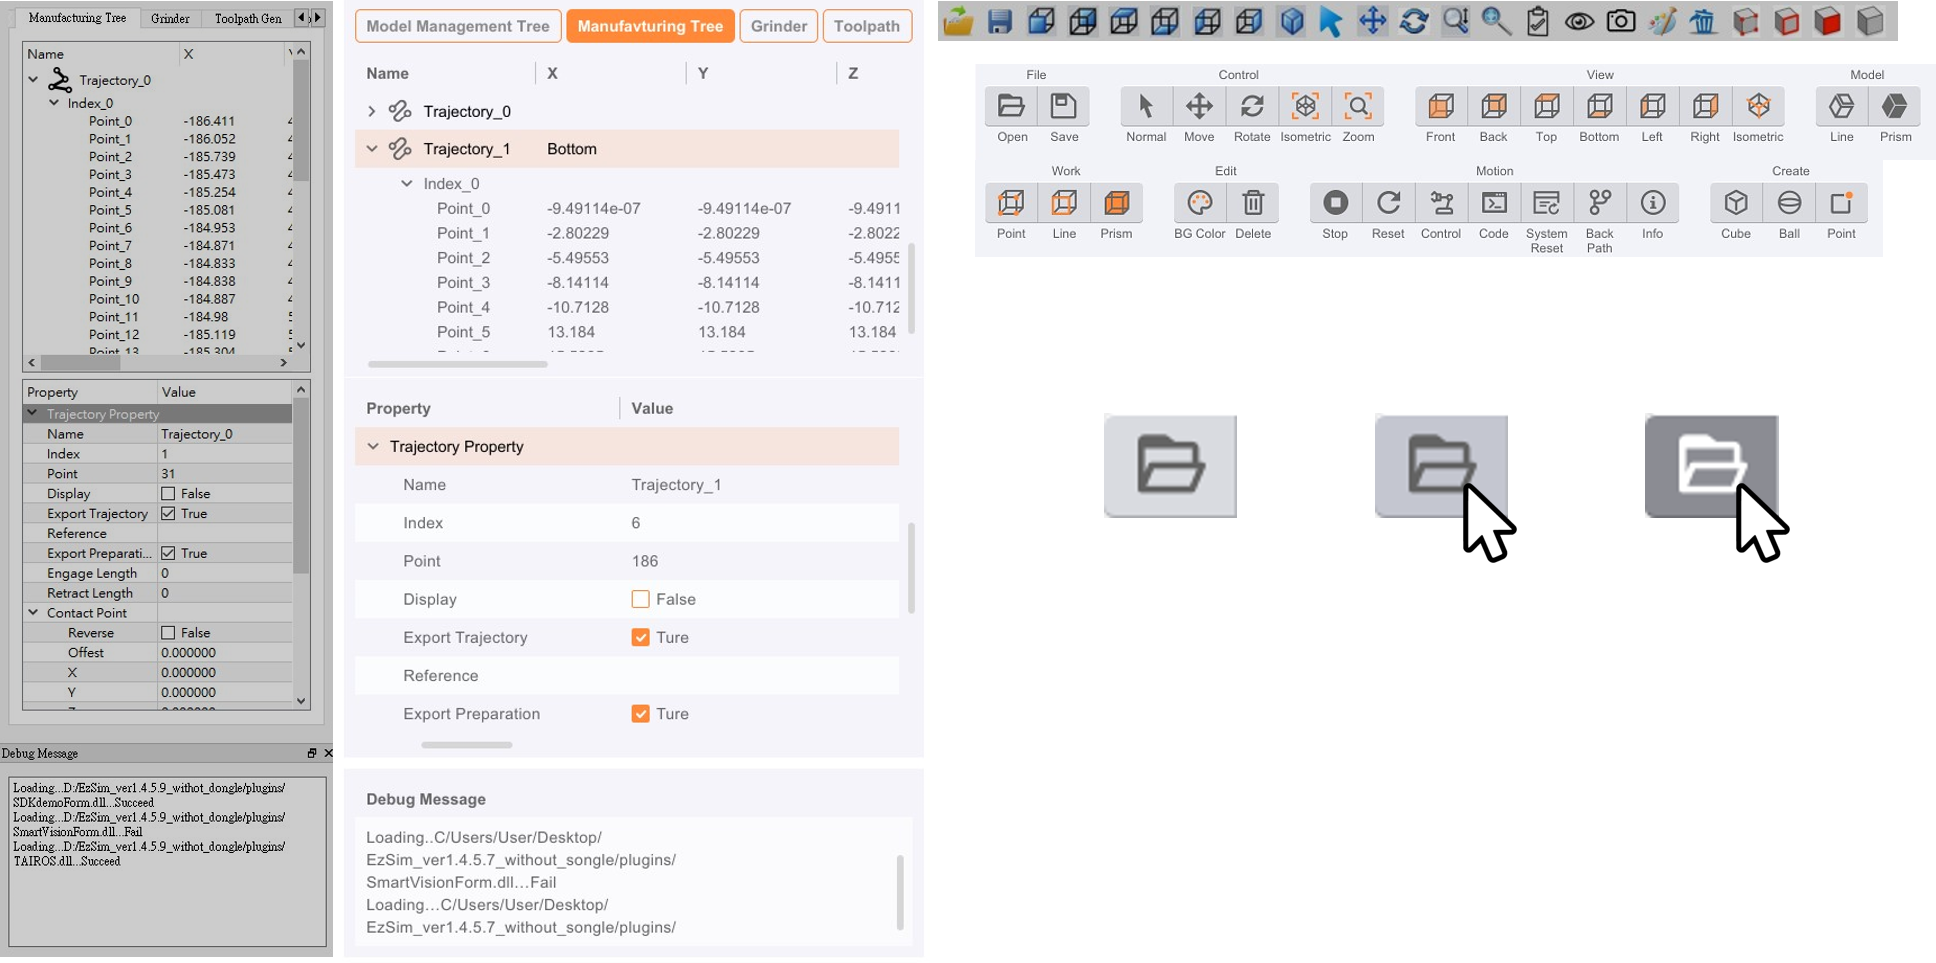 Manufacturing Tree Grinder Toolpath Gen
Name X
Trajectory_0
Index_0
Point_0 -186.411
Point_1 -186.052
Point_2 -185.739
Point_3 -185.473
Point_4 -185.254
Point_5 -185.081
Point_6 -184.953
Point_7 -184.871
Point_8 -184.833
Point_9 -184.838
Point_10 -184.887
Point_11 -184.98
Point_12 -185.119
Point_13 -185.304
Property Value
Trajectory Property
Name Trajectory_0
Index 1
Point 31
Display False
Export Trajectory True
Reference
Export Preparati... True
Engage Length 0
Retract Length 0
Contact Point
Reverse False
Offest 0.000000
X 0.000000
Y 0.000000
Debug Message
Loading...D:/EzSim_ver1.4.5.9_withot_dongle/plugins/
SDKdemoForm.dll...Succeed
Loading...D:/EzSim_ver1.4.5.9_withot_dongle/plugins/
SmartVisionForm.dll...Fail
Loading...D:/EzSim_ver1.4.5.9_withot_dongle/plugins/
TAIROS.dll...Succeed
Model Management Tree Manufavturing Tree Grinder Toolpath
Name X Y Z
Trajectory_0
Trajectory_1 Bottom
Index_0
Point_0 -9.49114e-07 -9.49114e-07 -9.4911
Point_1 -2.80229 -2.80229 -2.8022
Point_2 -5.49553 -5.49553 -5.4955
Point_3 -8.14114 -8.14114 -8.1411
Point_4 -10.7128 -10.7128 -10.712
Point_5 13.184 13.184 13.184
Property Value
Trajectory Property
Name Trajectory_1
Index 6
Point 186
Display False
Export Trajectory Ture
Reference
Export Preparation Ture
Debug Message
Loading..C/Users/User/Desktop/
EzSim_ver1.4.5.7_without_songle/plugins/
SmartVisionForm.dll...Fail
Loading...C/Users/User/Desktop/
EzSim_ver1.4.5.7_without_songle/plugins/
File Control View Model
Open Save Normal Move Rotate Isometric Zoom Front Back Top Bottom Left Right Isometric Line Prism
Work Edit Motion Create
Point Line Prism BG Color Delete Stop Reset Control Code System Back Info Cube Ball Point
Reset Path